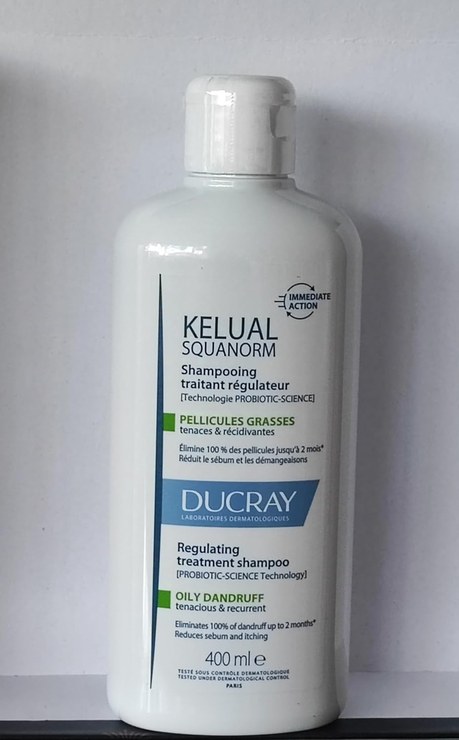 IMMEDIATE
ACTION
KELUAL
SQUANORM
Shampooing
traitant régulateur
[Technologie PROBIOTIC-SCIENCE]
PELLICULES GRASSES
tenaces & récidivantes
Élimine 100 % des pellicules jusqu'à 2 mois*
Réduit le sébum et les démangeaisons
DUCRAY
LABORATOIRES DERMATOLOGIQUES
Regulating
treatment shampoo
[PROBIOTIC-SCIENCE Technology]
OILY DANDRUFF
tenacious & recurrent
Eliminates 100% of dandruff up to 2 months*
Reduces sebum and itching
400 ml ℮
TESTÉ SOUS CONTRÔLE DERMATOLOGIQUE
TESTED UNDER DERMATOLOGICAL CONTROL
PARIS